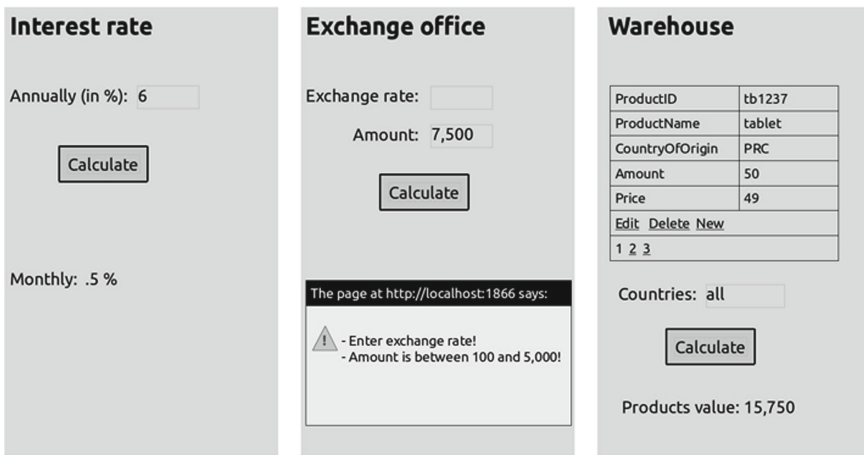 Interest rate
Annually (in %): 6
Calculate
Monthly: .5 %
Exchange office
Exchange rate:
Amount: 7,500
Calculate
The page at http://localhost:1866 says:
!
- Enter exchange rate!
- Amount is between 100 and 5,000!
Warehouse
ProductID tb1237
ProductName tablet
CountryOfOrigin PRC
Amount 50
Price 49
Edit Delete New
1 2 3
Countries: all
Calculate
Products value: 15,750